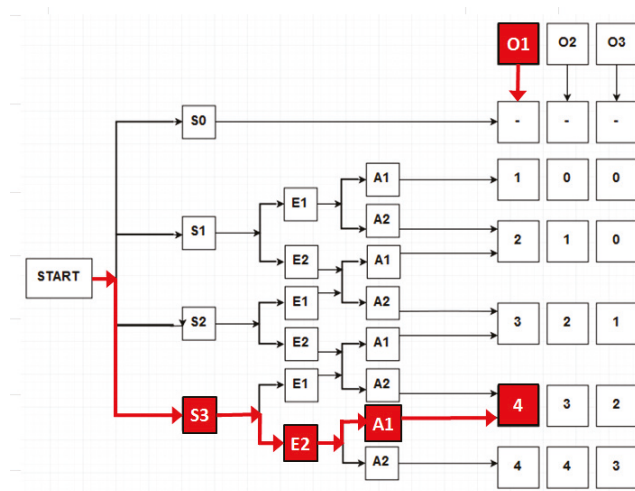 O1 O2 O3
S0 - - -
A1 1 0 0
E1
A2
S1 2 1 0
E2 A1
START
E1 A2
S2 3 2 1
E2 A1
E1 A2
S3 4 3 2
A1
E2
A2 4 4 3